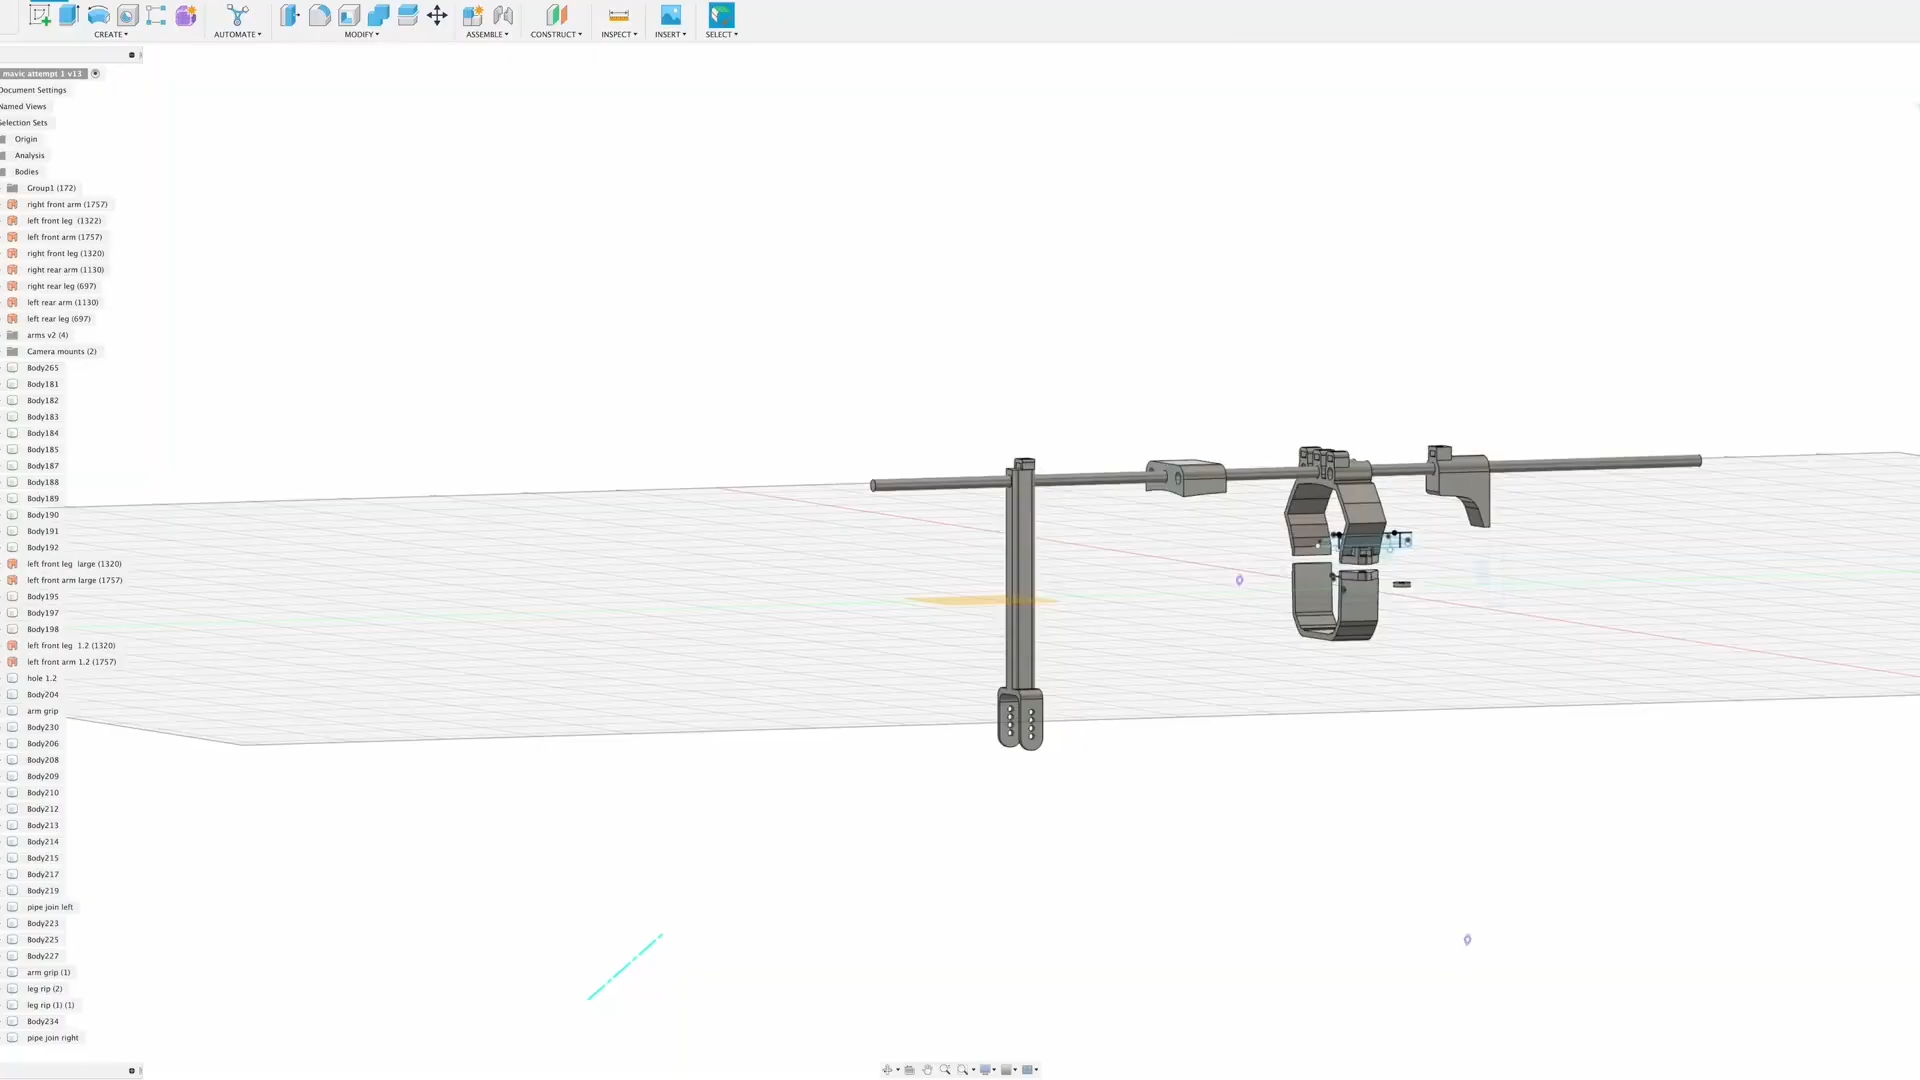 CREATE
AUTOMATE
MODIFY
ASSEMBLE
CONSTRUCT
INSPECT
INSERT
SELECT
mavic attempt 1 v13
Document Settings
Named Views
Selection Sets
Origin
Analysis
Bodies
Group1 (172)
right front arm (1757)
left front leg (1322)
left front arm (1757)
right front leg (1320)
right rear arm (1130)
right rear leg (697)
left rear arm (1130)
left rear leg (697)
arms v2 (4)
Camera mounts (2)
Body265
Body181
Body182
Body183
Body184
Body185
Body187
Body188
Body189
Body190
Body191
Body192
left front leg large (1320)
left front arm large (1757)
Body195
Body197
Body198
left front leg 1.2 (1320)
left front arm 1.2 (1757)
hole 1.2
Body204
arm grip
Body230
Body206
Body208
Body209
Body210
Body212
Body213
Body214
Body215
Body217
Body219
pipe join left
Body223
Body225
Body227
arm grip (1)
leg rip (2)
leg rip (1) (1)
Body234
pipe join right